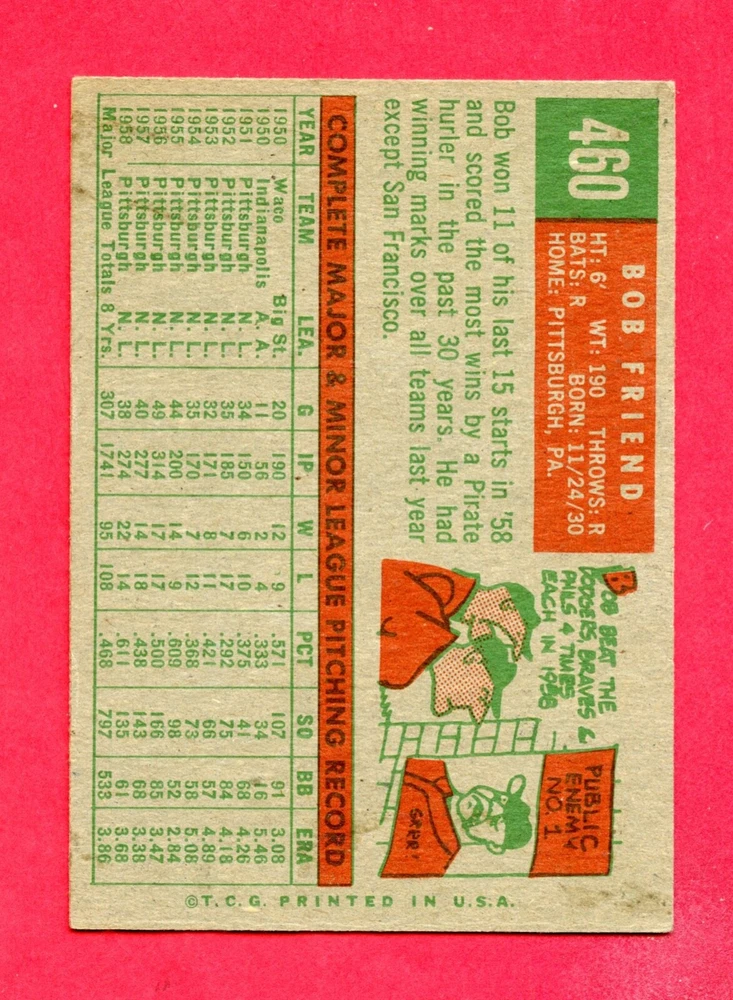 460
BOB FRIEND
HT: 6' WT: 190 THROWS: R
BATS: R BORN: 11/24/30
HOME: PITTSBURGH, PA.
Bob won 11 of his last 15 starts in '58
and scored the most wins by a Pirate
hurler in the past 30 years. He had
winning marks over all teams last year
except San Francisco.
BOB BEAT THE
DODGERS, BRAVES &
PHILS 4 TIMES
EACH IN 1958
PUBLIC
ENEMY
NO. 1
GRRR!
COMPLETE MAJOR & MINOR LEAGUE PITCHING RECORD
YEAR TEAM LEA. G IP W L PCT SO BB ERA
1950 Waco Big St. 20 190 12 9 .571 107 91 3.08
1950 Indianapolis A. A. 11 56 2 4 .333 34 16 5.46
1951 Pittsburgh N. L. 34 150 6 10 .375 41 68 4.26
1952 Pittsburgh N. L. 35 185 7 17 .292 75 84 4.18
1953 Pittsburgh N. L. 32 171 8 11 .421 66 57 4.89
1954 Pittsburgh N. L. 35 170 7 12 .368 73 58 5.08
1955 Pittsburgh N. L. 44 200 14 9 .609 98 52 2.84
1956 Pittsburgh N. L. 49 314 17 17 .500 166 85 3.47
1957 Pittsburgh N. L. 40 277 14 18 .438 143 68 3.38
1958 Pittsburgh N. L. 38 274 22 14 .611 135 61 3.68
Major League Totals 8 Yrs. 307 1741 95 108 .468 797 533 3.86
©T.C.G. PRINTED IN U.S.A.